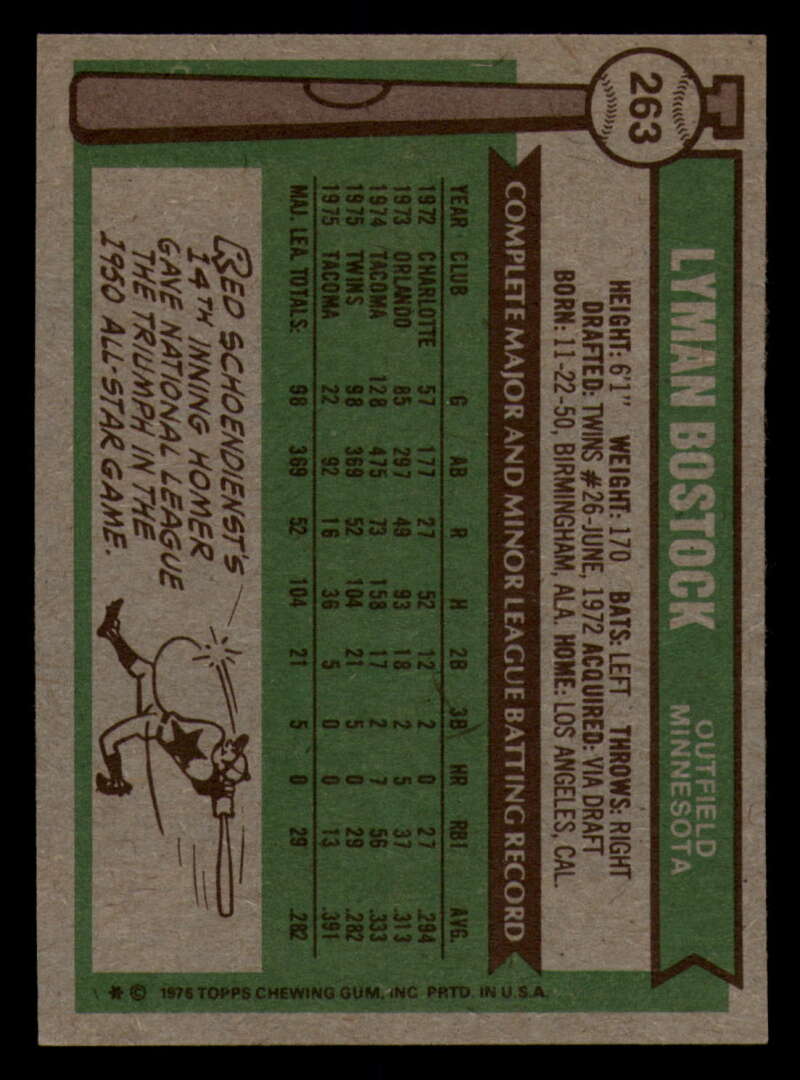 263
LYMAN BOSTOCK
OUTFIELD
MINNESOTA
HEIGHT: 6'1" WEIGHT: 170 BATS: LEFT THROWS: RIGHT
DRAFTED: TWINS #26-JUNE, 1972 ACQUIRED: VIA DRAFT
BORN: 11-22-50, BIRMINGHAM, ALA. HOME: LOS ANGELES, CAL.
COMPLETE MAJOR AND MINOR LEAGUE BATTING RECORD
YEAR CLUB G AB R H 2B 3B HR RBI AVG.
1972 CHARLOTTE 57 177 27 52 12 2 0 27 .294
1973 ORLANDO 85 297 49 93 18 2 5 37 .313
1974 TACOMA 128 475 73 158 17 2 7 56 .333
1975 TWINS 98 369 52 104 21 5 0 29 .282
1975 TACOMA 22 92 16 36 5 0 0 13 .391
MAJ. LEA. TOTALS: 98 369 52 104 21 5 0 29 .282
RED SCHOENDIENST'S
14TH INNING HOMER
GAVE NATIONAL LEAGUE
THE TRIUMPH IN THE
1950 ALL-STAR GAME.
* © 1976 TOPPS CHEWING GUM, INC. PRTD. IN U.S.A.